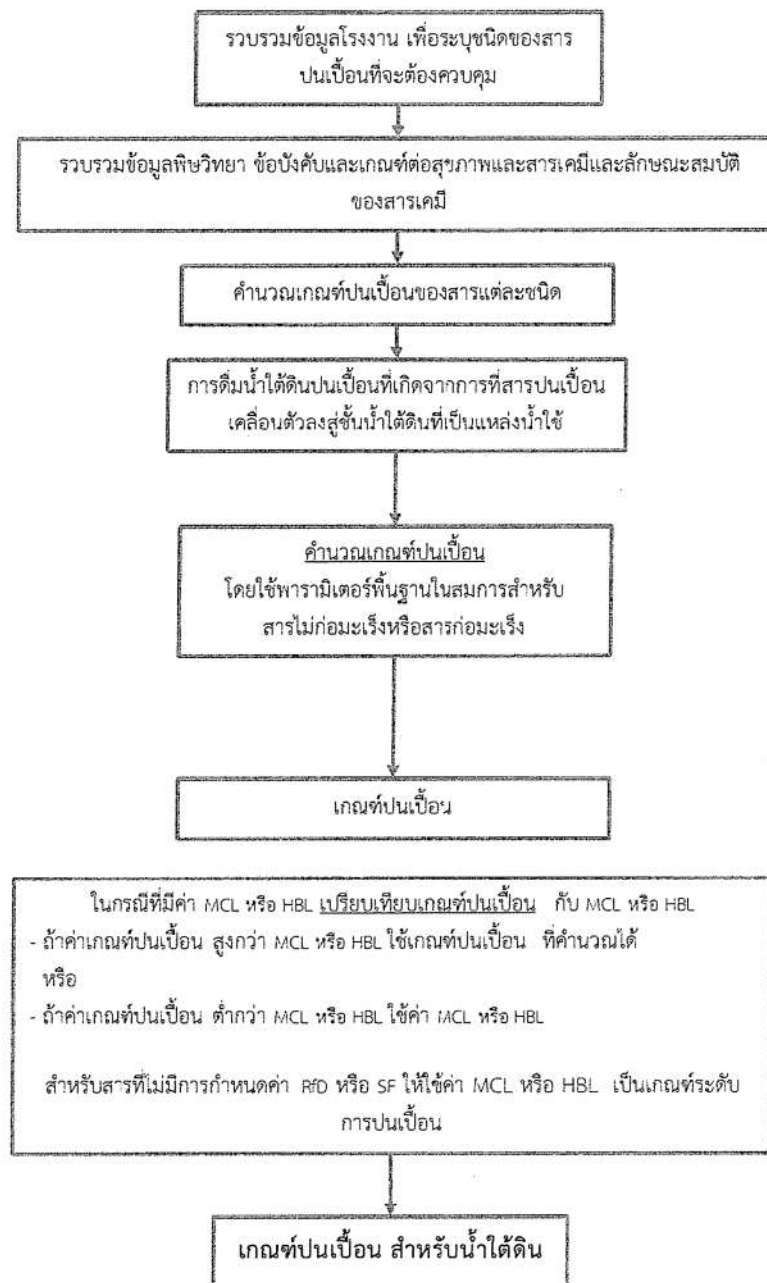 รวบรวมข้อมูลโรงงาน เพื่อระบุชนิดของสาร
ปนเปื้อนที่จะต้องควบคุม
รวบรวมข้อมูลพิษวิทยา ข้อบังคับและเกณฑ์ต่อสุขภาพและสารเคมีและลักษณะสมบัติ
ของสารเคมี
คำนวณเกณฑ์ปนเปื้อนของสารแต่ละชนิด
การดื่มน้ำใต้ดินปนเปื้อนที่เกิดจากการที่สารปนเปื้อน
เคลื่อนตัวลงสู่ชั้นน้ำใต้ดินที่เป็นแหล่งน้ำใช้
คำนวณเกณฑ์ปนเปื้อน
โดยใช้พารามิเตอร์พื้นฐานในสมการสำหรับ
สารไม่ก่อมะเร็งหรือสารก่อมะเร็ง
เกณฑ์ปนเปื้อน
ในกรณีที่มีค่า MCL หรือ HBL เปรียบเทียบเกณฑ์ปนเปื้อน กับ MCL หรือ HBL
- ถ้าค่าเกณฑ์ปนเปื้อน สูงกว่า MCL หรือ HBL ใช้เกณฑ์ปนเปื้อน ที่คำนวณได้
หรือ
- ถ้าค่าเกณฑ์ปนเปื้อน ต่ำกว่า MCL หรือ HBL ใช้ค่า MCL หรือ HBL
สำหรับสารที่ไม่มีการกำหนดค่า RfD หรือ SF ให้ใช้ค่า MCL หรือ HBL เป็นเกณฑ์ระดับ
การปนเปื้อน
เกณฑ์ปนเปื้อน สำหรับน้ำใต้ดิน